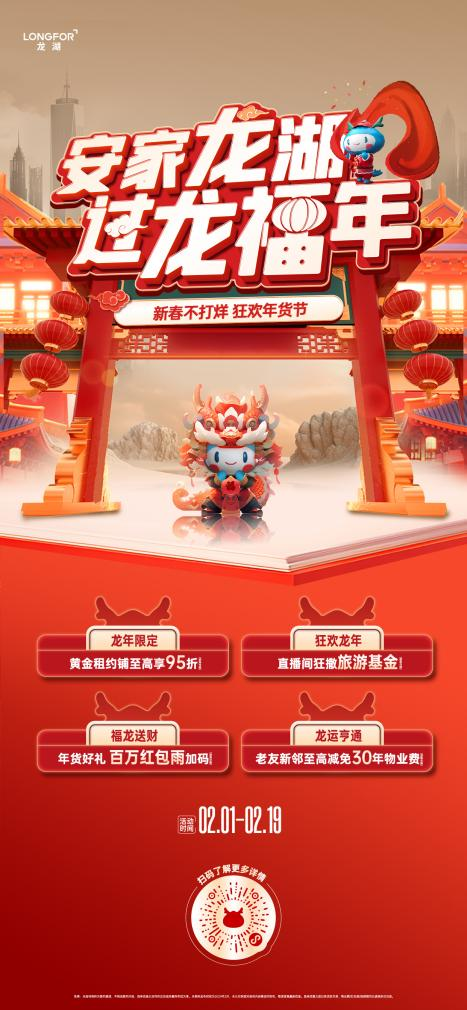 LONGFOR
龙湖
安家龙湖
过龙福年
新春不打烊 狂欢年货节
龙年限定
黄金租约铺至高享95折
狂欢龙年
直播间狂撒旅游基金
福龙送财
年货好礼 百万红包雨加码
龙运亨通
老友新邻至高减免30年物业费
活动时间 02.01-02.19
扫码了解更多详情